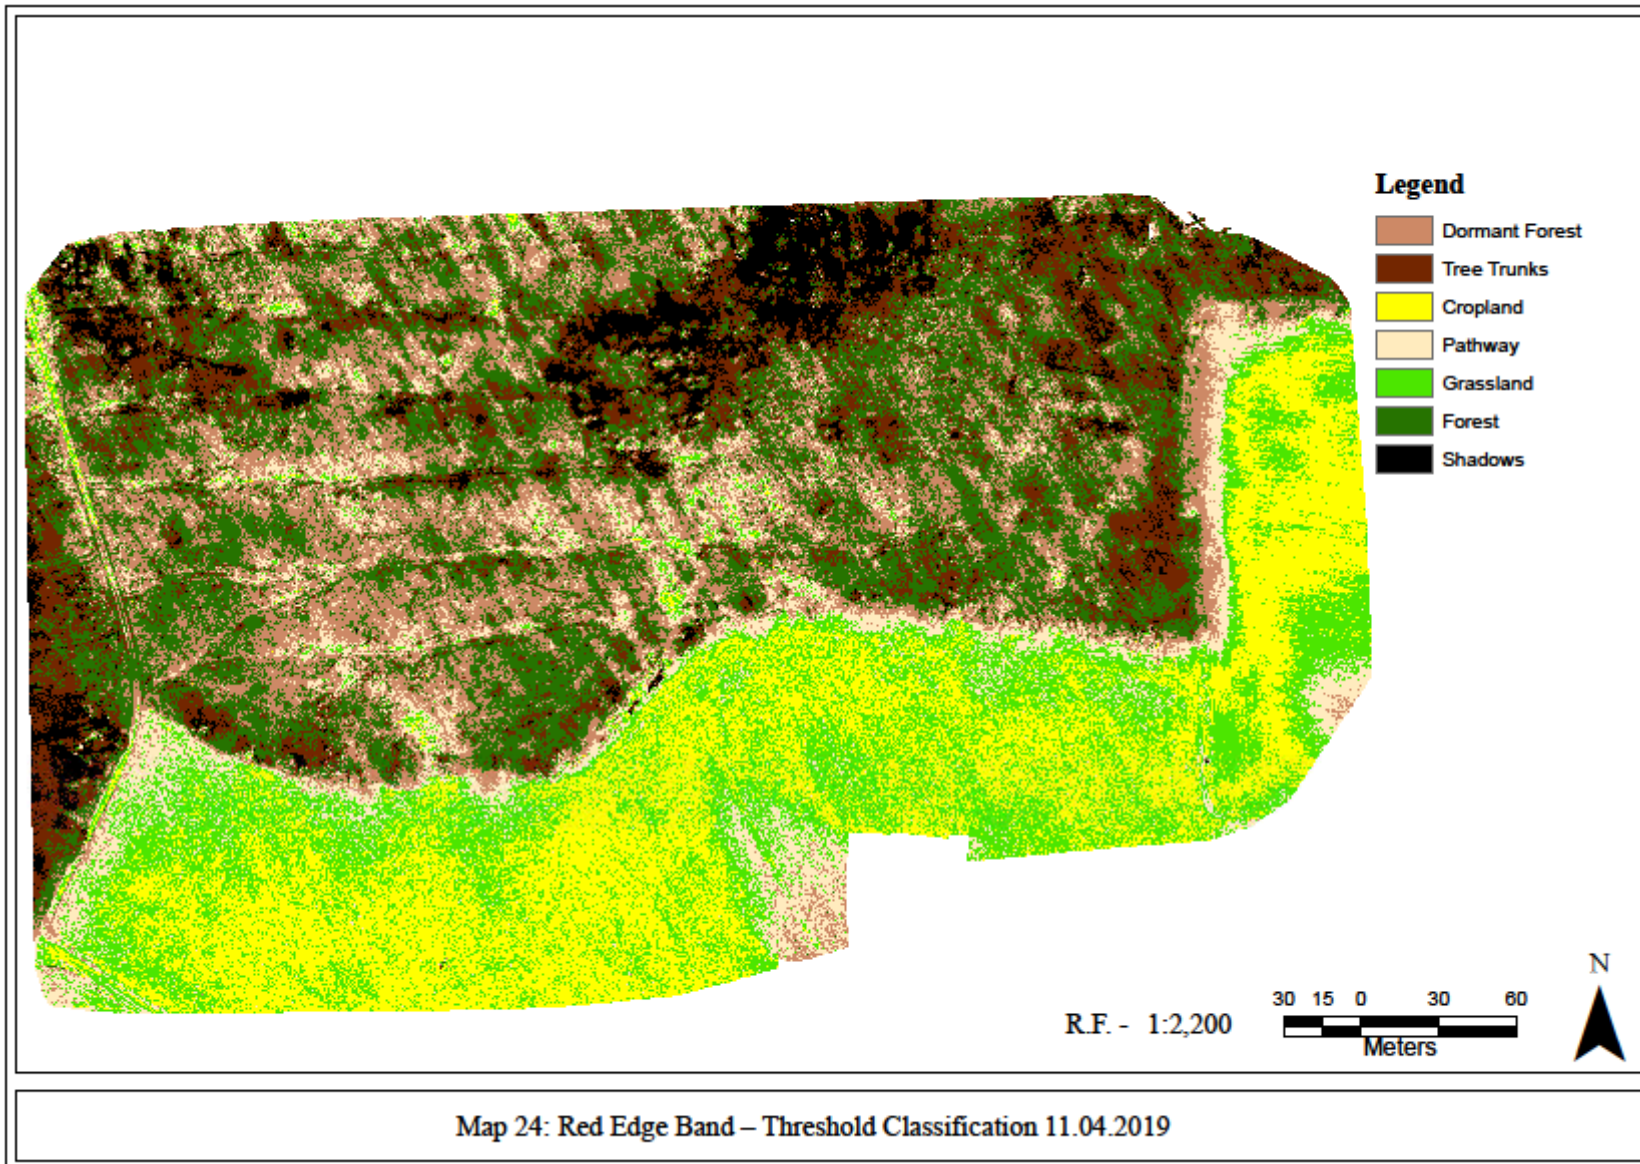 Legend
Dormant Forest
Tree Trunks
Cropland
Pathway
Grassland
Forest
Shadows
N
30 15 0 30 60
R.F. - 1:2,200
Meters
Map 24: Red Edge Band – Threshold Classification 11.04.2019